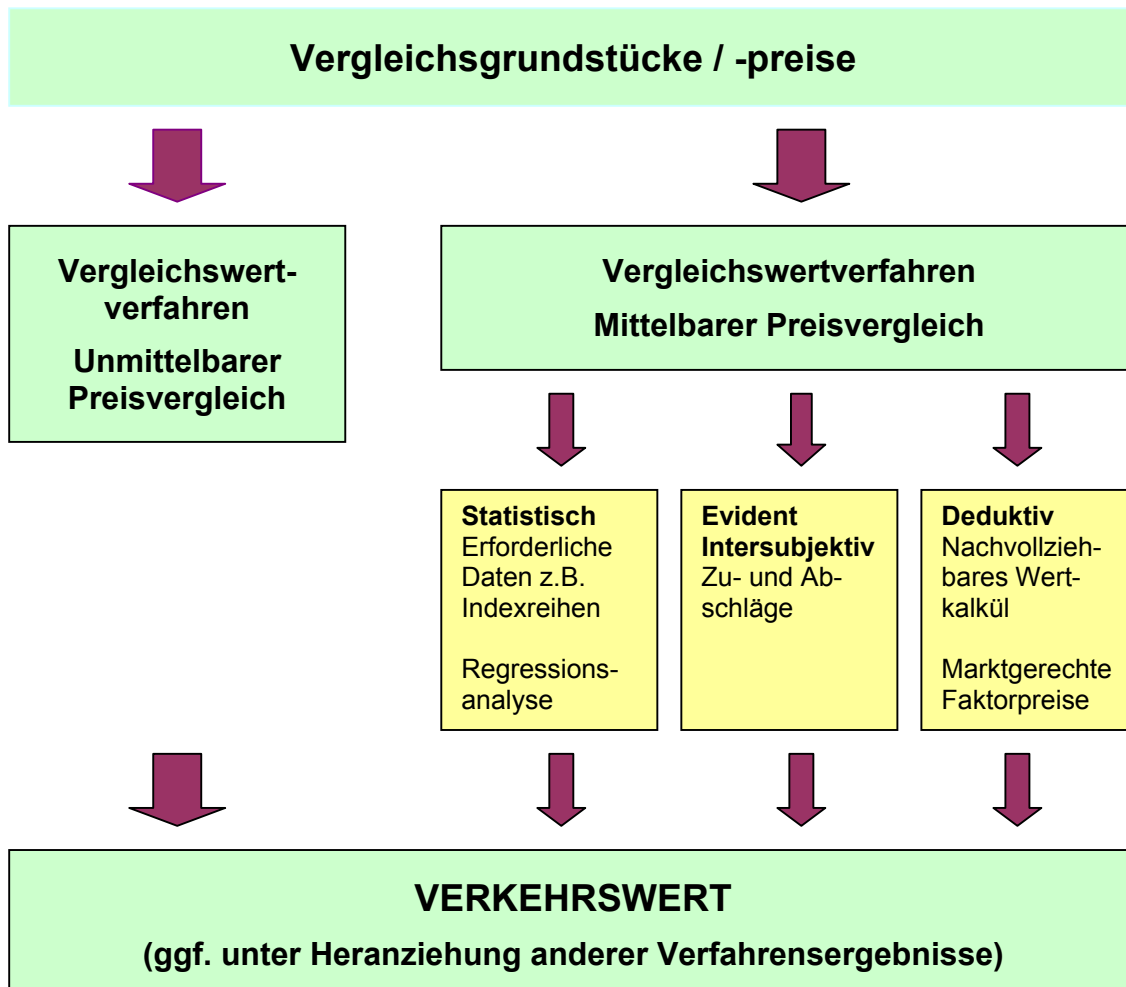 Vergleichsgrundstücke / -preise
Vergleichswert-
verfahren
Unmittelbarer
Preisvergleich
Vergleichswertverfahren
Mittelbarer Preisvergleich
Statistisch
Erforderliche
Daten z.B.
Indexreihen
Regressions-
analyse
Evident
Intersubjektiv
Zu- und Ab-
schläge
Deduktiv
Nachvollzieh-
bares Wert-
kalkül
Marktgerechte
Faktorpreise
VERKEHRSWERT
(ggf. unter Heranziehung anderer Verfahrensergebnisse)